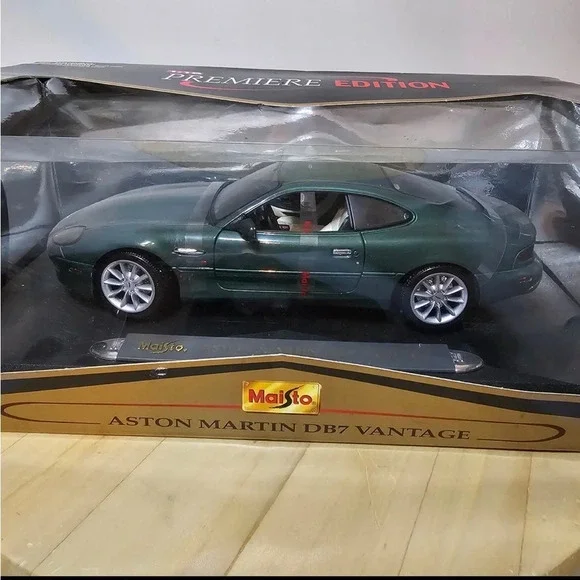 PREMIERE EDITION
Maisto
Maisto
ASTON MARTIN DB7 VANTAGE